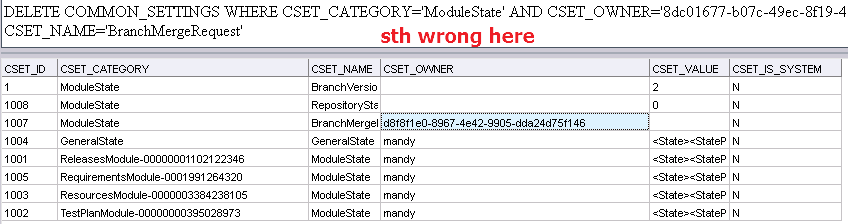 DELETE COMMON_SETTINGS WHERE CST_CATEGORY='ModuleState' AND CSET_OWNER='8dc01677-b07c-49ec-8f19-4
CSET_NAME='BranchMergeRequest'
sth wrong here
CSET_ID CSET_CATEGORY CSET_NAME CSET_OWNER CSET_VALUE CSET_IS_SYSTEM
1 ModuleState BranchVersio 2 N
1008 ModuleState RepositorySta 0 N
1007 ModuleState BranchMergeI d8f8f1e0-8967-4e42-9905-dda24d75f146 N
1004 GeneralState GeneralState mandy <State><StateP N
1001 ReleasesModule-00000001102122346 ModuleState mandy <State><StateP N
1005 RequirementsModule-0001991264320 ModuleState mandy <State><StateP N
1003 ResourcesModule-0000003384238105 ModuleState mandy <State><StateP N
1002 TestPlanModule-00000000395028973 ModuleState mandy <State><StateP N